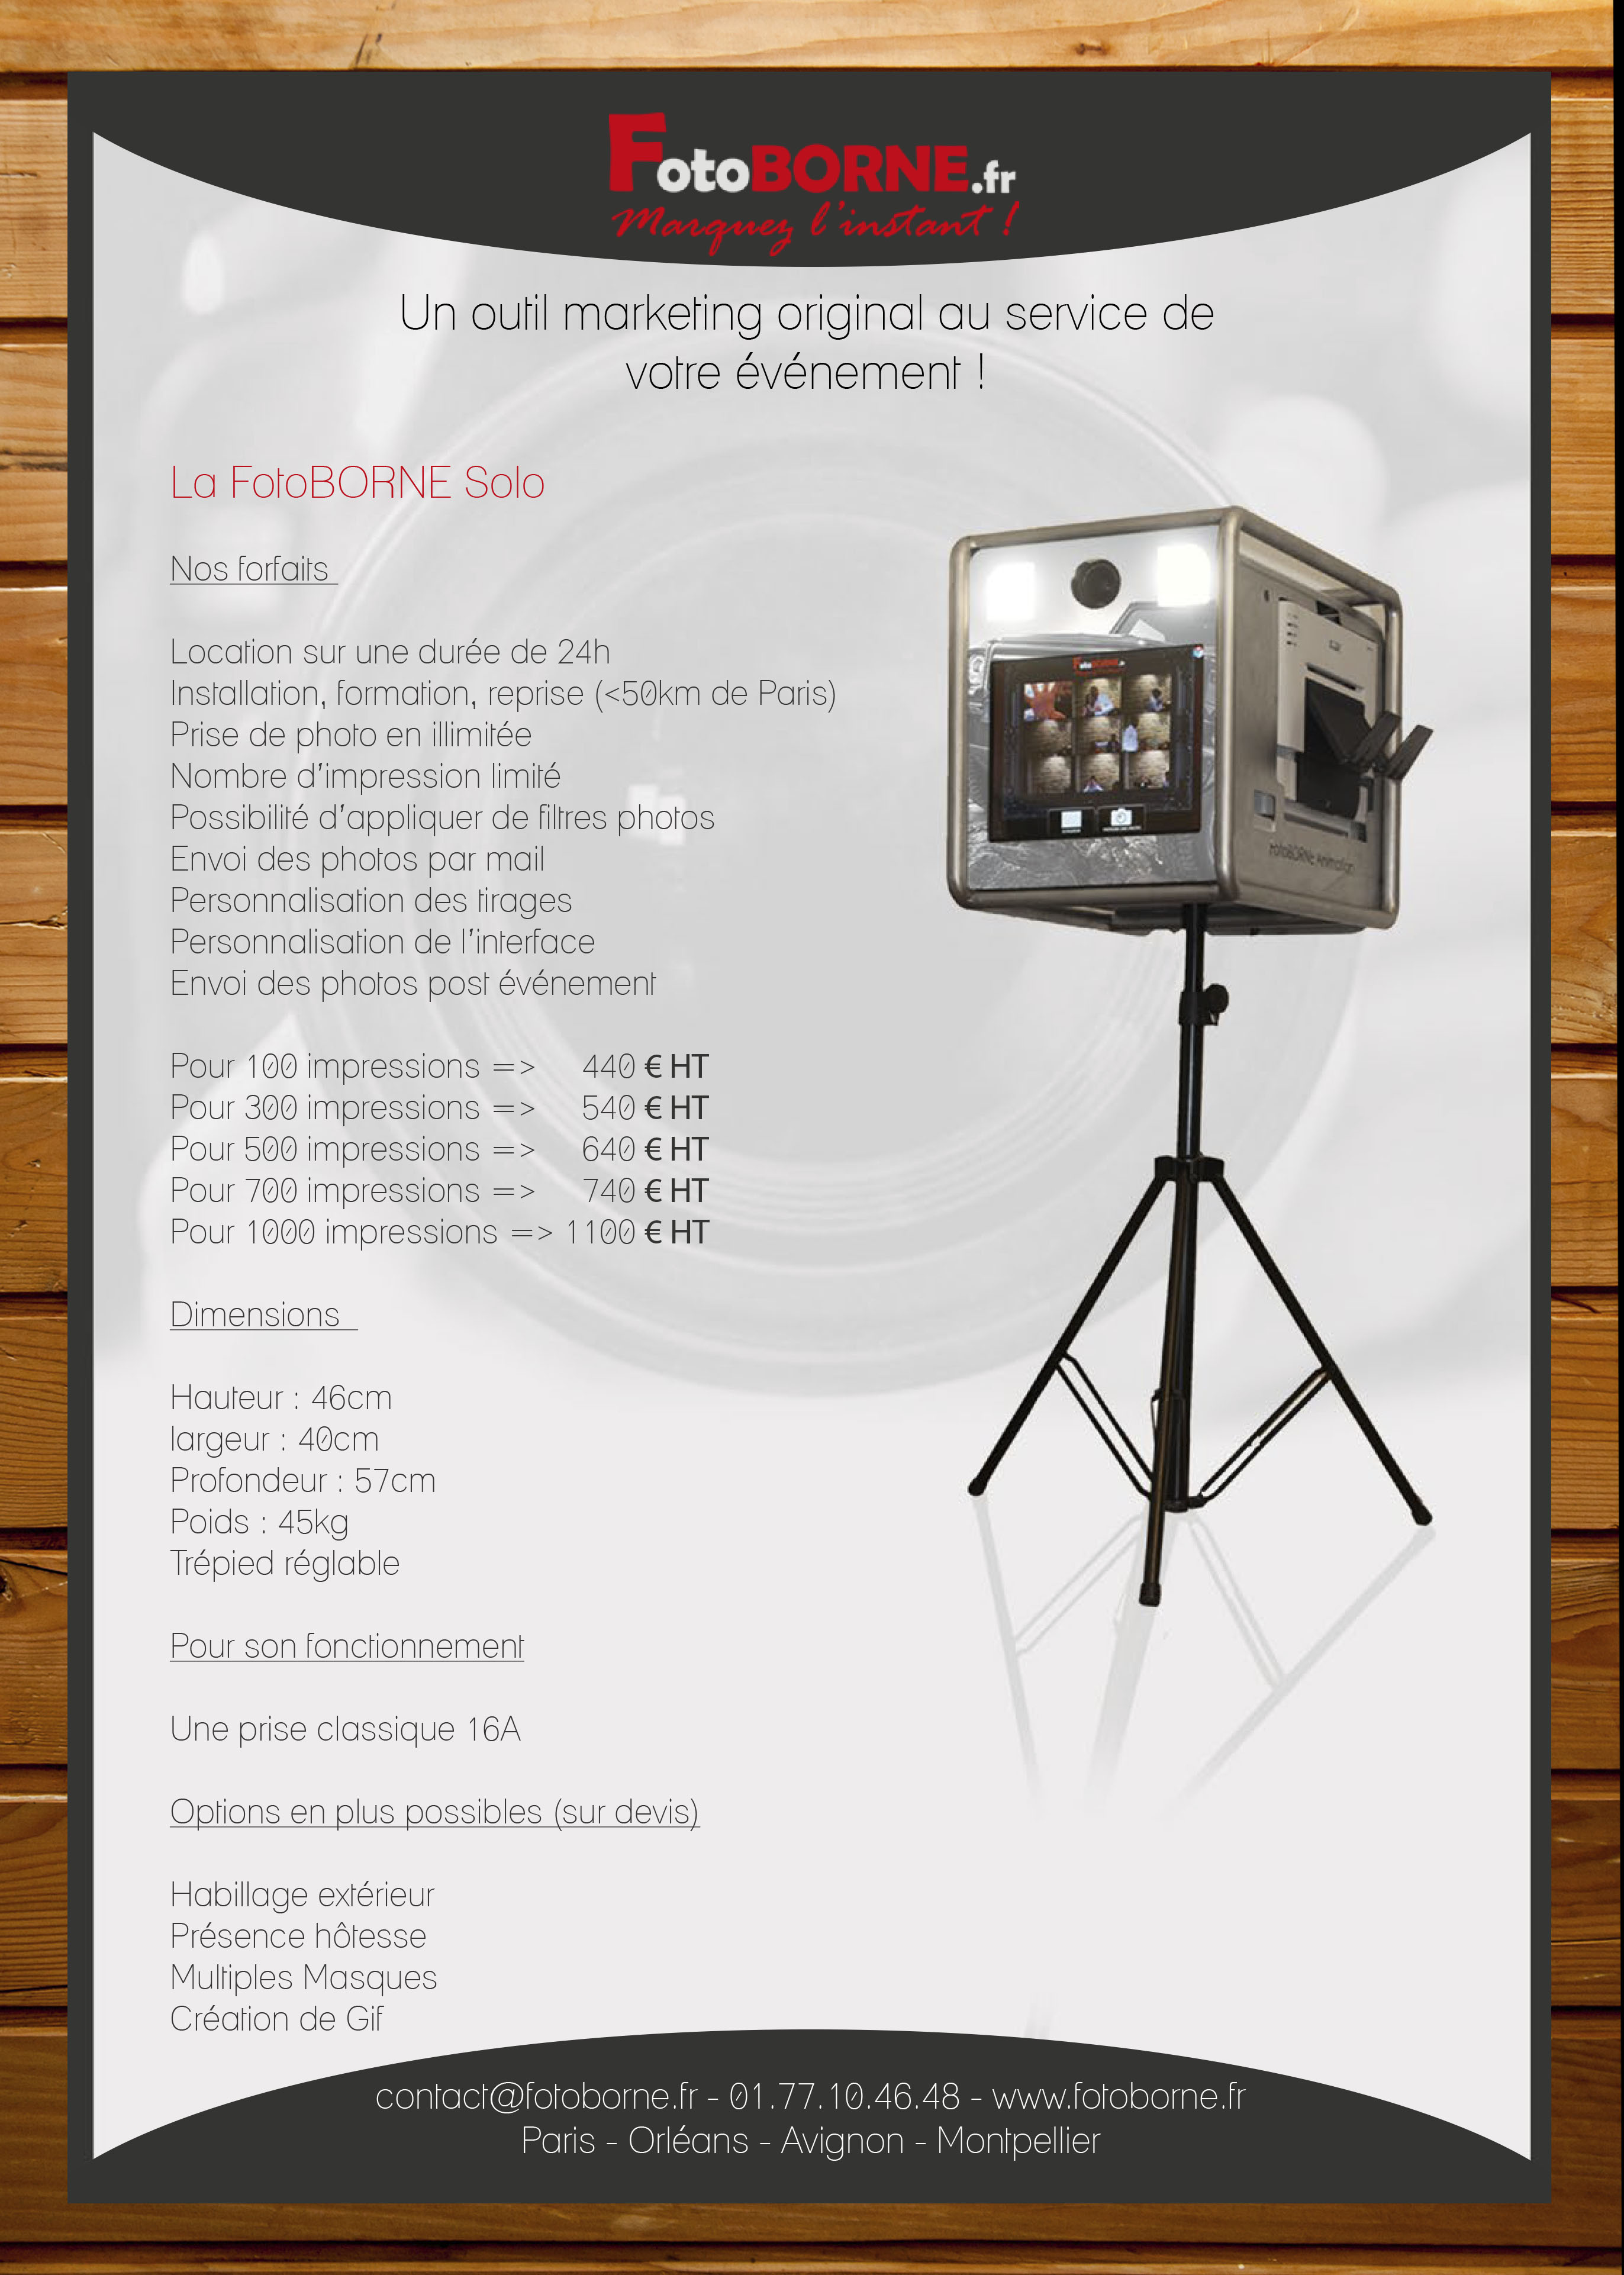 FotoBORNE.fr
Marquez l'instant !
Un outil marketing original au service de
votre événement !
La FotoBORNE Solo
Nos forfaits
Location sur une durée de 24h
Installation, formation, reprise (<50km de Paris)
Prise de photo en illimitée
Nombre d'impression limité
Possibilité d'appliquer de filtres photos
Envoi des photos par mail
Personnalisation des tirages
Personnalisation de l'interface
Envoi des photos post événement
Pour 100 impressions => 440 € HT
Pour 300 impressions => 540 € HT
Pour 500 impressions => 640 € HT
Pour 700 impressions => 740 € HT
Pour 1000 impressions => 1100 € HT
Dimensions
Hauteur : 46cm
largeur : 40cm
Profondeur : 57cm
Poids : 45kg
Trépied réglable
Pour son fonctionnement
Une prise classique 16A
Options en plus possibles (sur devis)
Habillage extérieur
Présence hôtesse
Multiples Masques
Création de Gif
FotoBORNE.fr
FotoBORNE Animation
contact@fotoborne.fr - 01.77.10.46.48 - www.fotoborne.fr
Paris - Orléans - Avignon - Montpellier